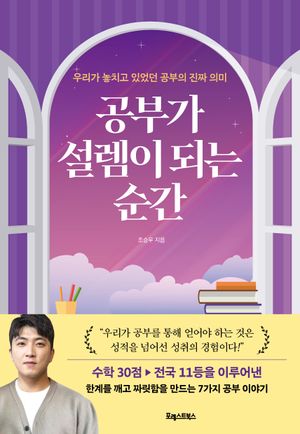 우리가 놓치고 있었던 공부의 진짜 의미
공부가
설렘이 되는
순간
조승우 지음
“우리가 공부를 통해 얻어야 하는 것은
성적을 넘어선 성취의 경험이다!”
수학 30점 ▶ 전국 11등을 이루어낸
한계를 깨고 짜릿함을 만드는 7가지 공부 이야기
포레스트북스